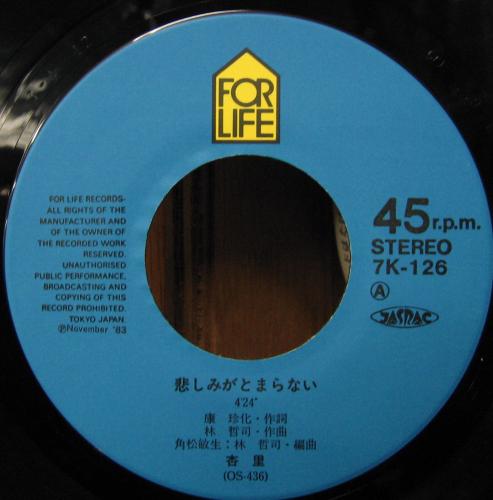 FOR
LIFE
FOR LIFE RECORDS-
ALL RIGHTS OF THE
MANUFACTURER AND
OF THE OWNER OF
THE RECORDED WORK
RESERVED.
UNAUTHORISED
PUBLIC PERFORMANCE,
BROADCASTING AND
COPYING OF THIS
RECORD PROHIBITED.
TOKYO JAPAN.
ⓅNovember '83
45r.p.m.
STEREO
7K-126
Ⓐ
JASRAC
悲しみがとまらない
4'24"
康 珍化・作詞
林 哲司・作曲
角松敏生:林 哲司・編曲
杏 里
(OS-436)